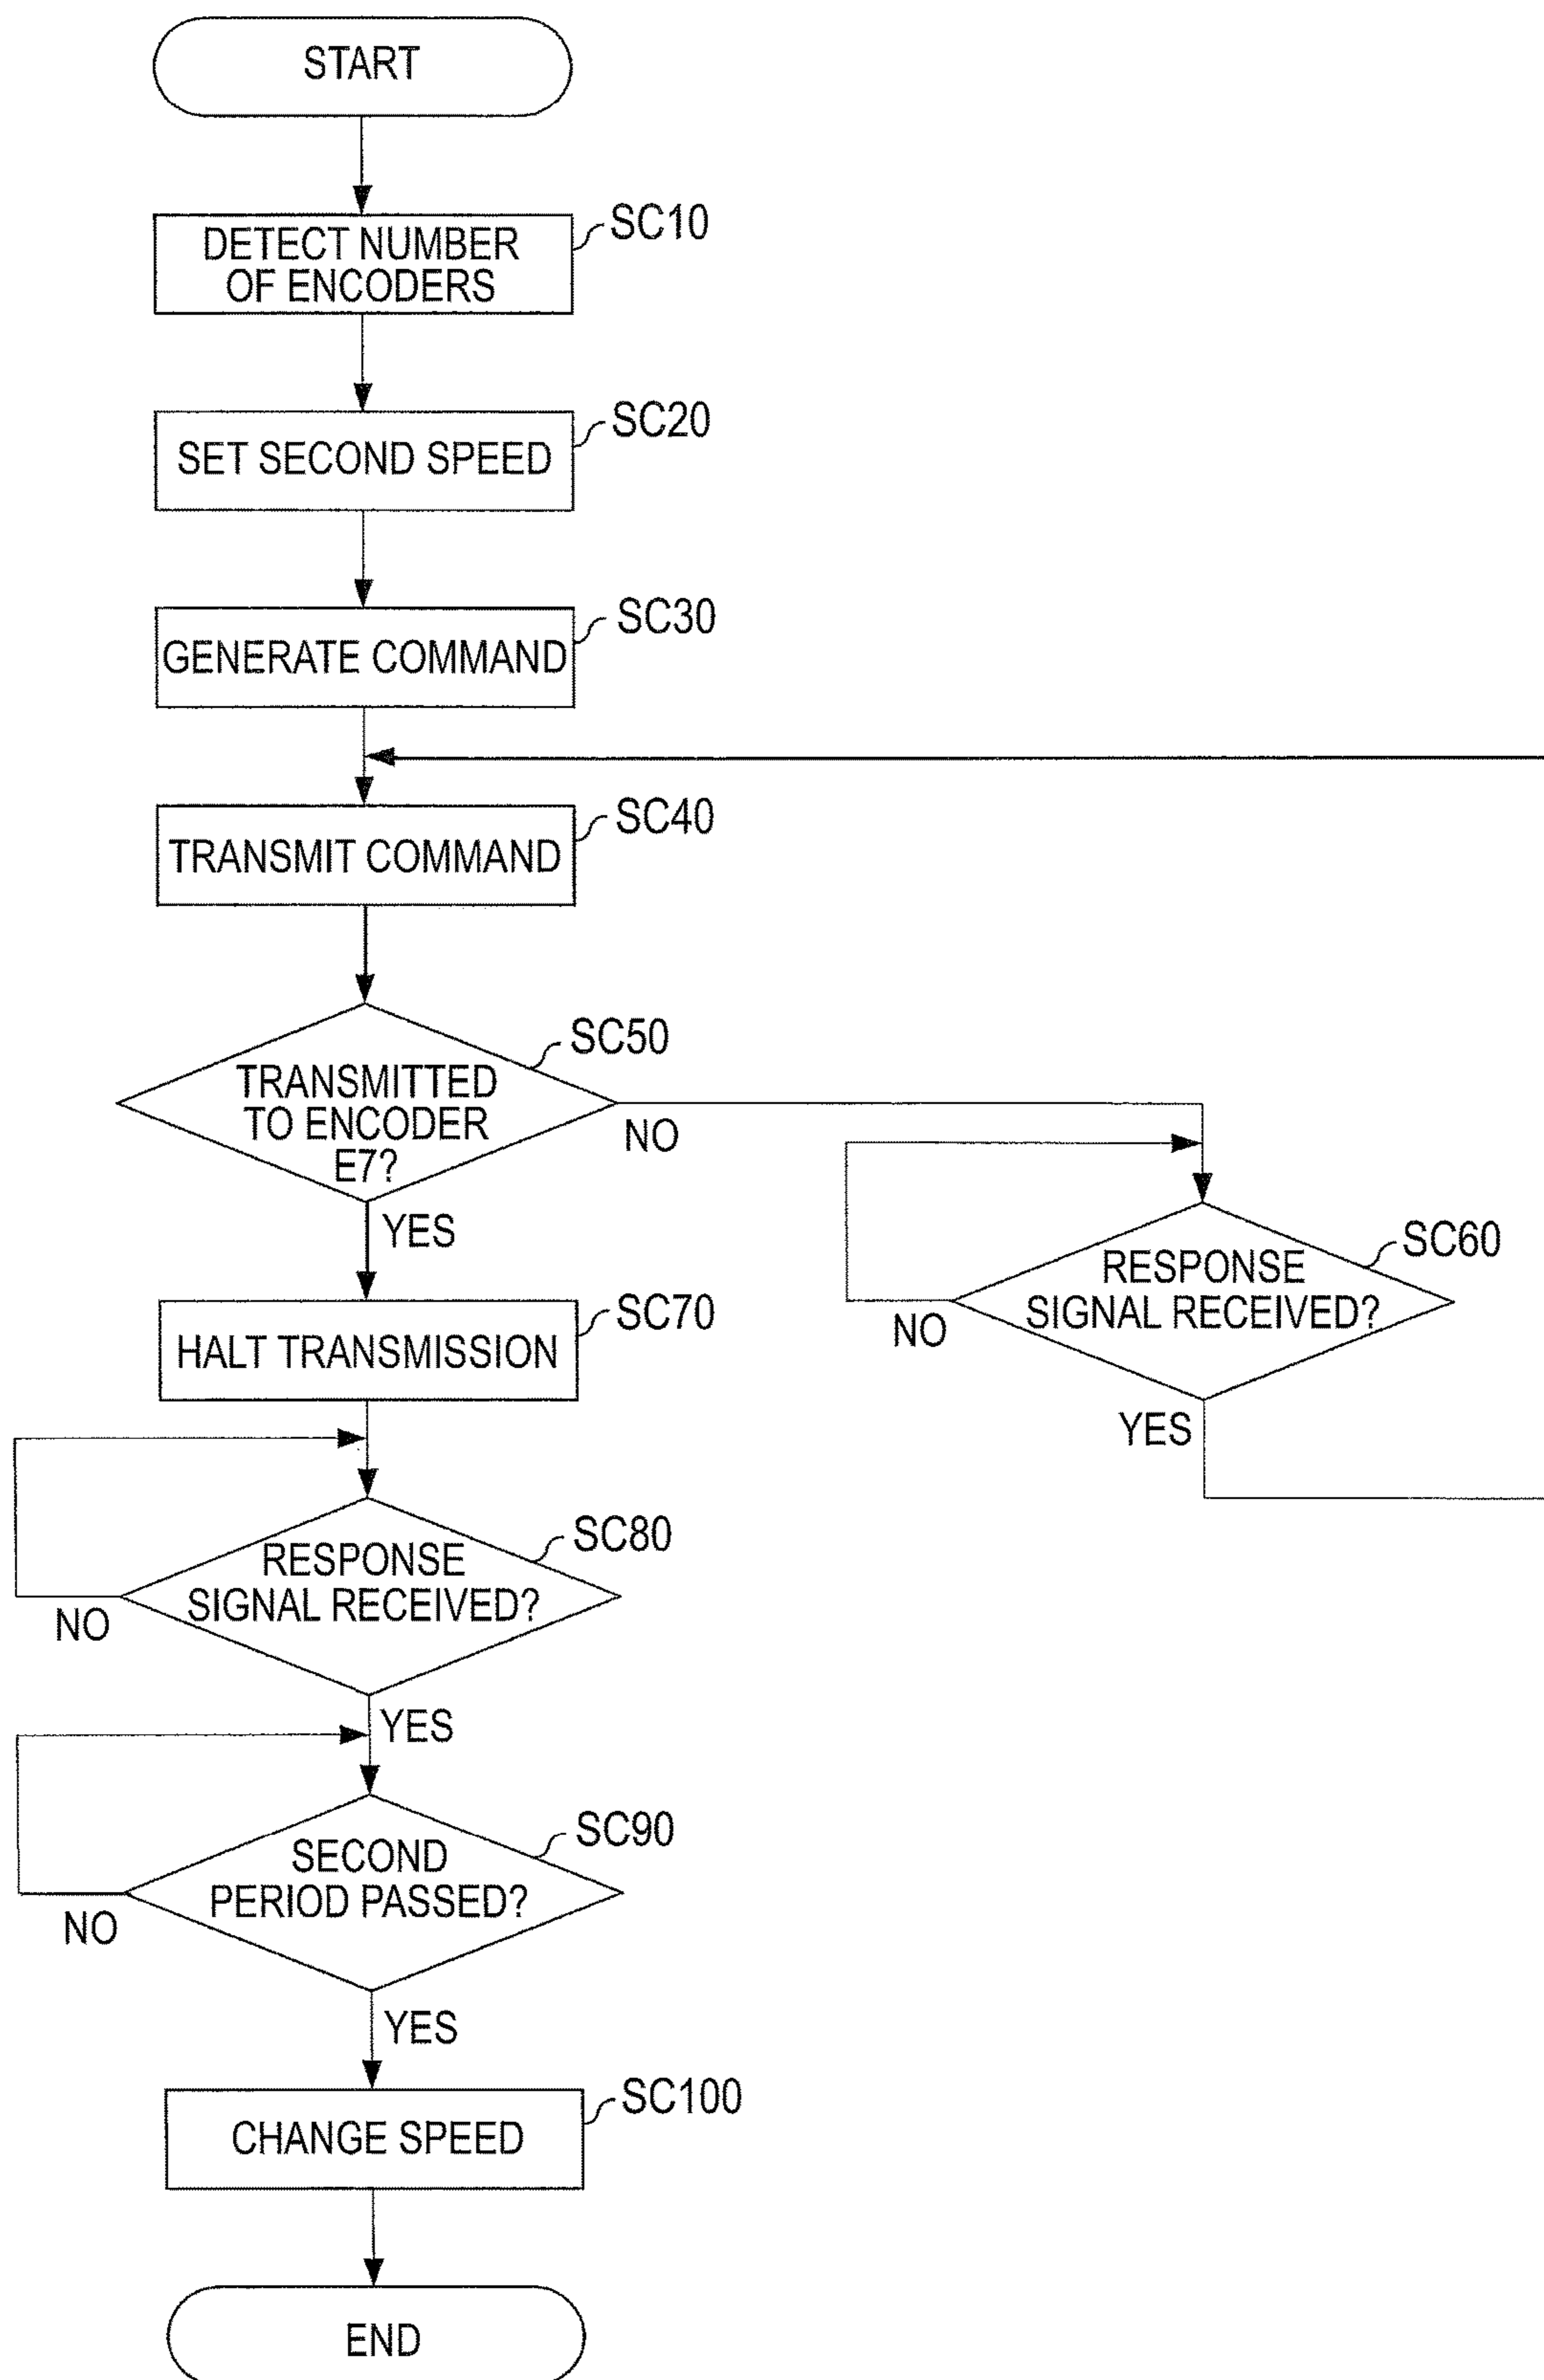 START
SC10
DETECT NUMBER
OF ENCODERS
SC20
SET SECOND SPEED
SC30
GENERATE COMMAND
SC40
TRANSMIT COMMAND
SC50
TRANSMITTED
TO ENCODER
E7?
NO
YES
SC60
RESPONSE
SIGNAL RECEIVED?
NO
YES
SC70
HALT TRANSMISSION
SC80
RESPONSE
SIGNAL RECEIVED?
NO
YES
SC90
SECOND
PERIOD PASSED?
NO
YES
SC100
CHANGE SPEED
END